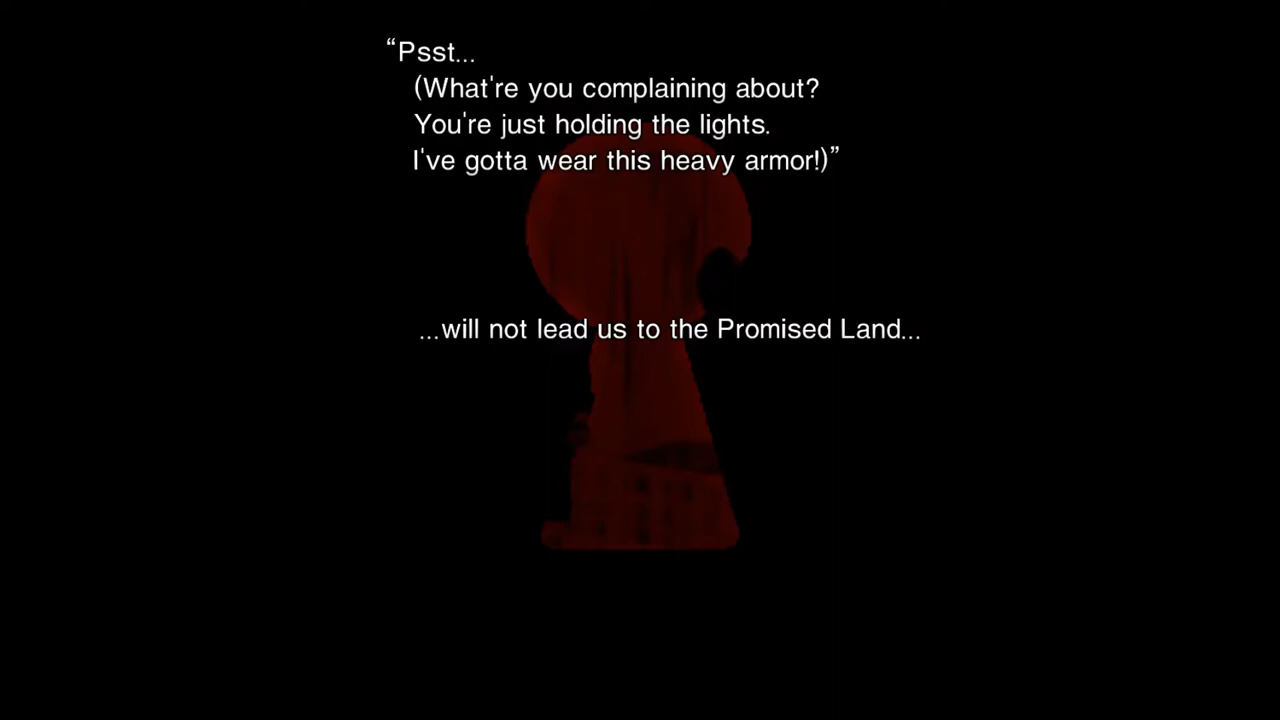 “Psst...
(What're you complaining about?
You're just holding the lights.
I've gotta wear this heavy armor!)”
...will not lead us to the Promised Land...